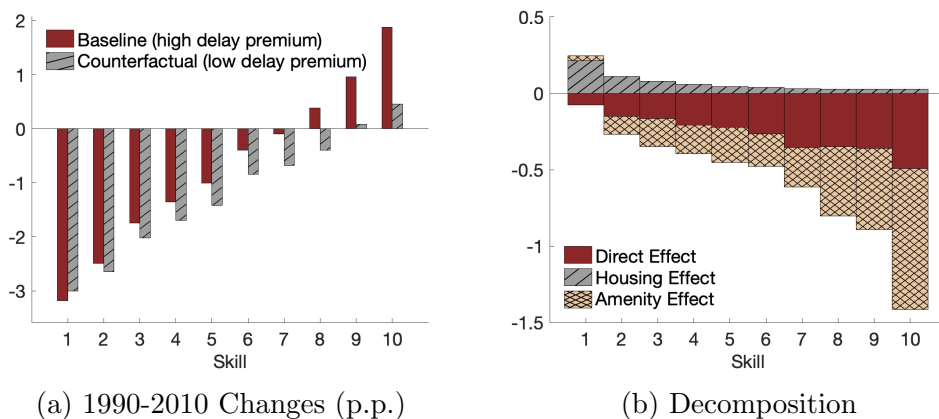 2
1
0
-1
-2
-3
Baseline (high delay premium)
Counterfactual (low delay premium)
1 2 3 4 5 6 7 8 9 10
Skill
(a) 1990-2010 Changes (p.p.)
0.5
0
-0.5
-1
-1.5
Direct Effect
Housing Effect
Amenity Effect
1 2 3 4 5 6 7 8 9 10
Skill
(b) Decomposition